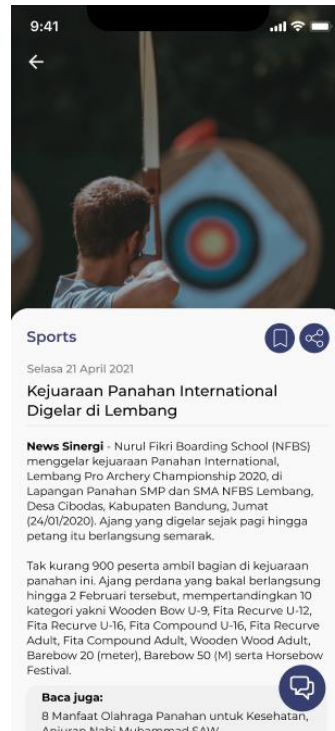 9:41
Sports
Selasa 21 April 2021
Kejuaraan Panahan International
Digelar di Lembang
News Sinergi - Nurul Fikri Boarding School (NFBS)
menggelar kejuaraan Panahan International,
Lembang Pro Archery Championship 2020, di
Lapangan Panahan SMP dan SMA NFBS Lembang,
Desa Cibodas, Kabupaten Bandung, Jumat
(24/01/2020). Ajang yang digelar sejak pagi hingga
petang itu berlangsung semarak.
Tak kurang 900 peserta ambil bagian di kejuaraan
panahan ini. Ajang perdana yang bakal berlangsung
hingga 2 Februari tersebut, mempertandingkan 10
kategori yakni Wooden Bow U-9, Fita Recurve U-12,
Fita Recurve U-16, Fita Compound U-16, Fita Recurve
Adult, Fita Compound Adult, Wooden Wood Adult,
Barebow 20 (meter), Barebow 50 (M) serta Horsebow
Festival.
Baca juga:
8 Manfaat Olahraga Panahan untuk Kesehatan,
Anjuran Nabi Muhammad SAW